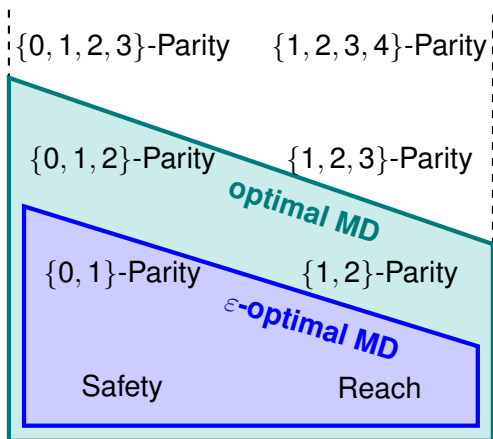 {0, 1, 2, 3}-Parity {1, 2, 3, 4}-Parity
{0, 1, 2}-Parity {1, 2, 3}-Parity
optimal MD
{0, 1}-Parity {1, 2}-Parity
ε-optimal MD
Safety Reach